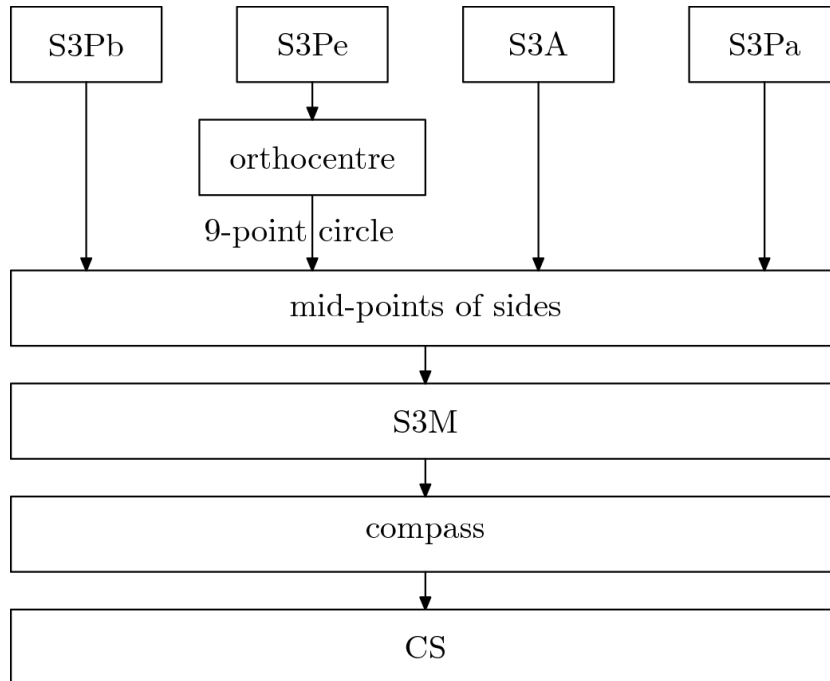 S3Pb
S3Pe
S3A
S3Pa
orthocentre
9-point circle
mid-points of sides
S3M
compass
CS